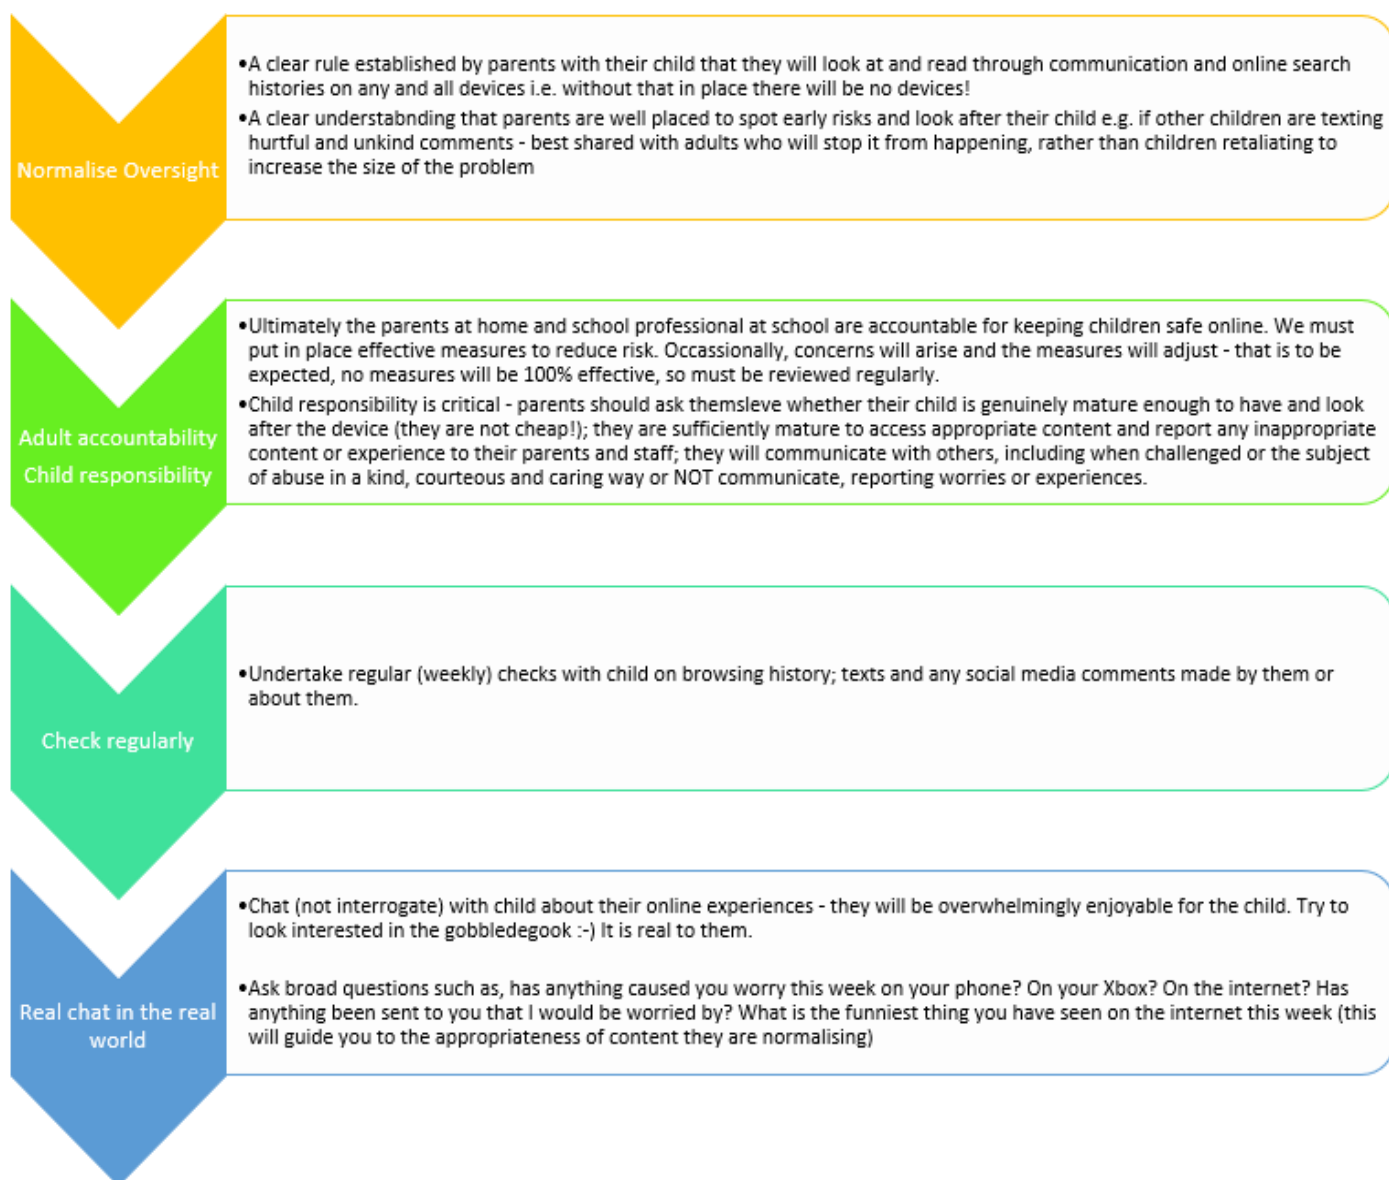 Normalise Oversight
•A clear rule established by parents with their child that they will look at and read through communication and online search
histories on any and all devices i.e. without that in place there will be no devices!
•A clear understabnding that parents are well placed to spot early risks and look after their child e.g. if other children are texting
hurtful and unkind comments - best shared with adults who will stop it from happening, rather than children retaliating to
increase the size of the problem
Adult accountability
Child responsibility
•Ultimately the parents at home and school professional at school are accountable for keeping children safe online. We must
put in place effective measures to reduce risk. Occassionally, concerns will arise and the measures will adjust - that is to be
expected, no measures will be 100% effective, so must be reviewed regularly.
•Child responsibility is critical - parents should ask themsleve whether their child is genuinely mature enough to have and look
after the device (they are not cheap!); they are sufficiently mature to access appropriate content and report any inappropriate
content or experience to their parents and staff; they will communicate with others, including when challenged or the subject
of abuse in a kind, courteous and caring way or NOT communicate, reporting worries or experiences.
Check regularly
•Undertake regular (weekly) checks with child on browsing history; texts and any social media comments made by them or
about them.
Real chat in the real
world
•Chat (not interrogate) with child about their online experiences - they will be overwhelmingly enjoyable for the child. Try to
look interested in the gobbledegook :-) It is real to them.
•Ask broad questions such as, has anything caused you worry this week on your phone? On your Xbox? On the internet? Has
anything been sent to you that I would be worried by? What is the funniest thing you have seen on the internet this week (this
will guide you to the appropriateness of content they are normalising)